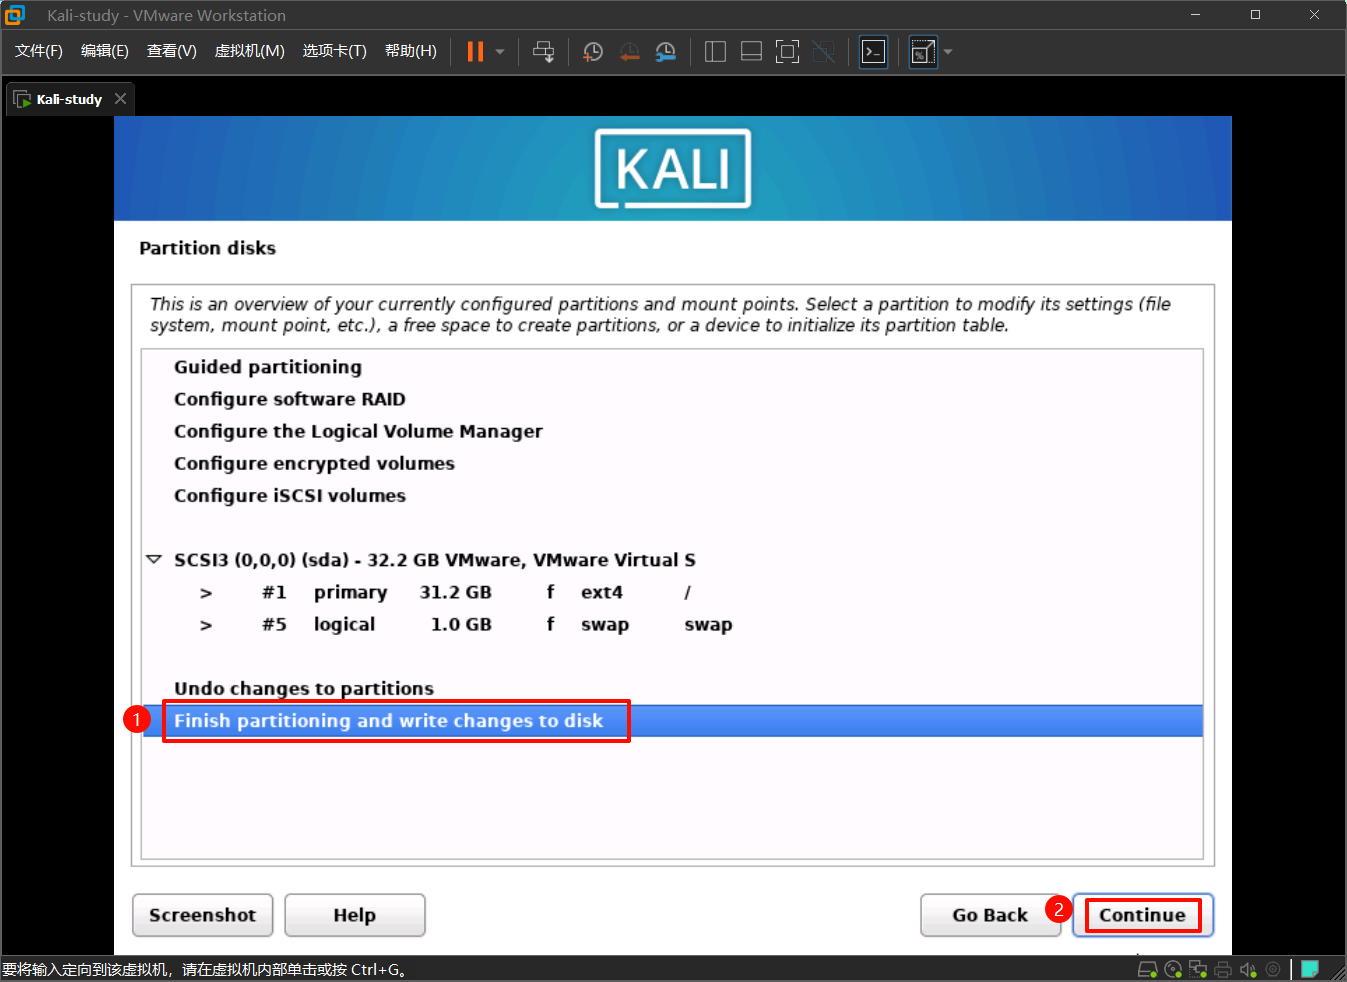 Kali-study - VMware Workstation
文件(F) 编辑(E) 查看(V) 虚拟机(M) 选项卡(T) 帮助(H)
Kali-study
KALI
Partition disks
This is an overview of your currently configured partitions and mount points. Select a partition to modify its settings (file
system, mount point, etc.), a free space to create partitions, or a device to initialize its partition table.
Guided partitioning
Configure software RAID
Configure the Logical Volume Manager
Configure encrypted volumes
Configure iSCSI volumes
SCSI3 (0,0,0) (sda) - 32.2 GB VMware, VMware Virtual S
> #1 primary 31.2 GB f ext4 /
> #5 logical 1.0 GB f swap swap
Undo changes to partitions
1 Finish partitioning and write changes to disk
Screenshot Help Go Back 2 Continue
要将输入定向到该虚拟机，请在虚拟机内部单击或按 Ctrl+G。